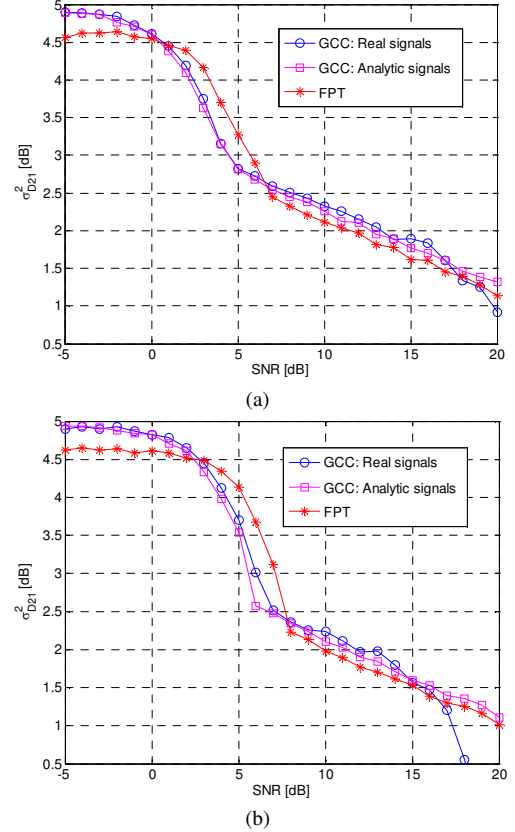 5
4.5
4
3.5
3
2.5
2
1.5
1
0.5
σ²D21 [dB]
GCC: Real signals
GCC: Analytic signals
FPT
-5 0 5 10 15 20
SNR [dB]
(a)
5
4.5
4
3.5
3
2.5
2
1.5
1
0.5
σ²D21 [dB]
GCC: Real signals
GCC: Analytic signals
FPT
-5 0 5 10 15 20
SNR [dB]
(b)